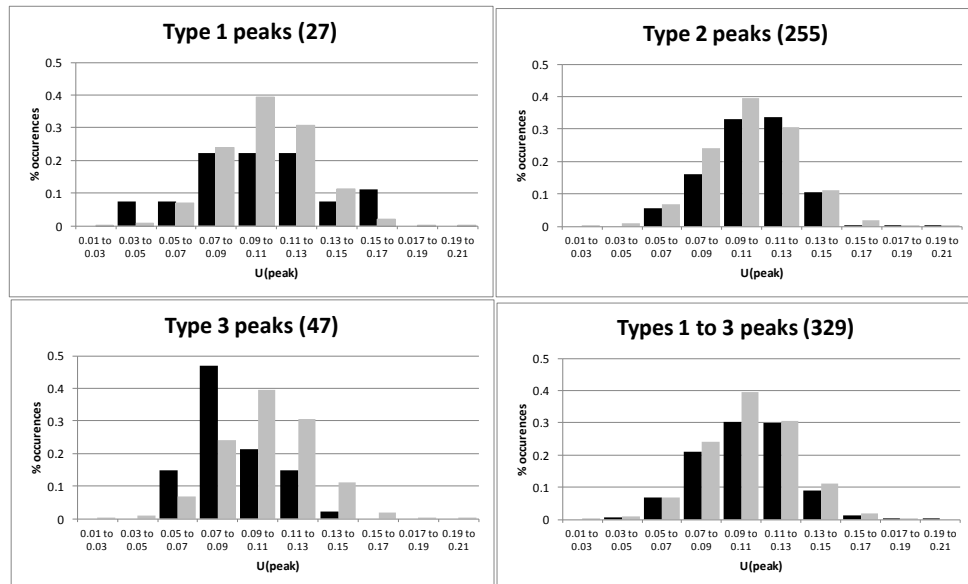 Type 1 peaks (27)
0.5
0.4
0.3
0.2
0.1
0
% occurences
0.01 to 0.03 to 0.05 to 0.07 to 0.09 to 0.11 to 0.13 to 0.15 to 0.017 to 0.19 to
0.03 0.05 0.07 0.09 0.11 0.13 0.15 0.17 0.19 0.21
U(peak)
Type 2 peaks (255)
0.5
0.4
0.3
0.2
0.1
0
% occurences
0.01 to 0.03 to 0.05 to 0.07 to 0.09 to 0.11 to 0.13 to 0.15 to 0.017 to 0.19 to
0.03 0.05 0.07 0.09 0.11 0.13 0.15 0.17 0.19 0.21
U(peak)
Type 3 peaks (47)
0.5
0.4
0.3
0.2
0.1
0
% occurences
0.01 to 0.03 to 0.05 to 0.07 to 0.09 to 0.11 to 0.13 to 0.15 to 0.017 to 0.19 to
0.03 0.05 0.07 0.09 0.11 0.13 0.15 0.17 0.19 0.21
U(peak)
Types 1 to 3 peaks (329)
0.5
0.4
0.3
0.2
0.1
0
% occurences
0.01 to 0.03 to 0.05 to 0.07 to 0.09 to 0.11 to 0.13 to 0.15 to 0.017 to 0.19 to
0.03 0.05 0.07 0.09 0.11 0.13 0.15 0.17 0.19 0.21
U(peak)